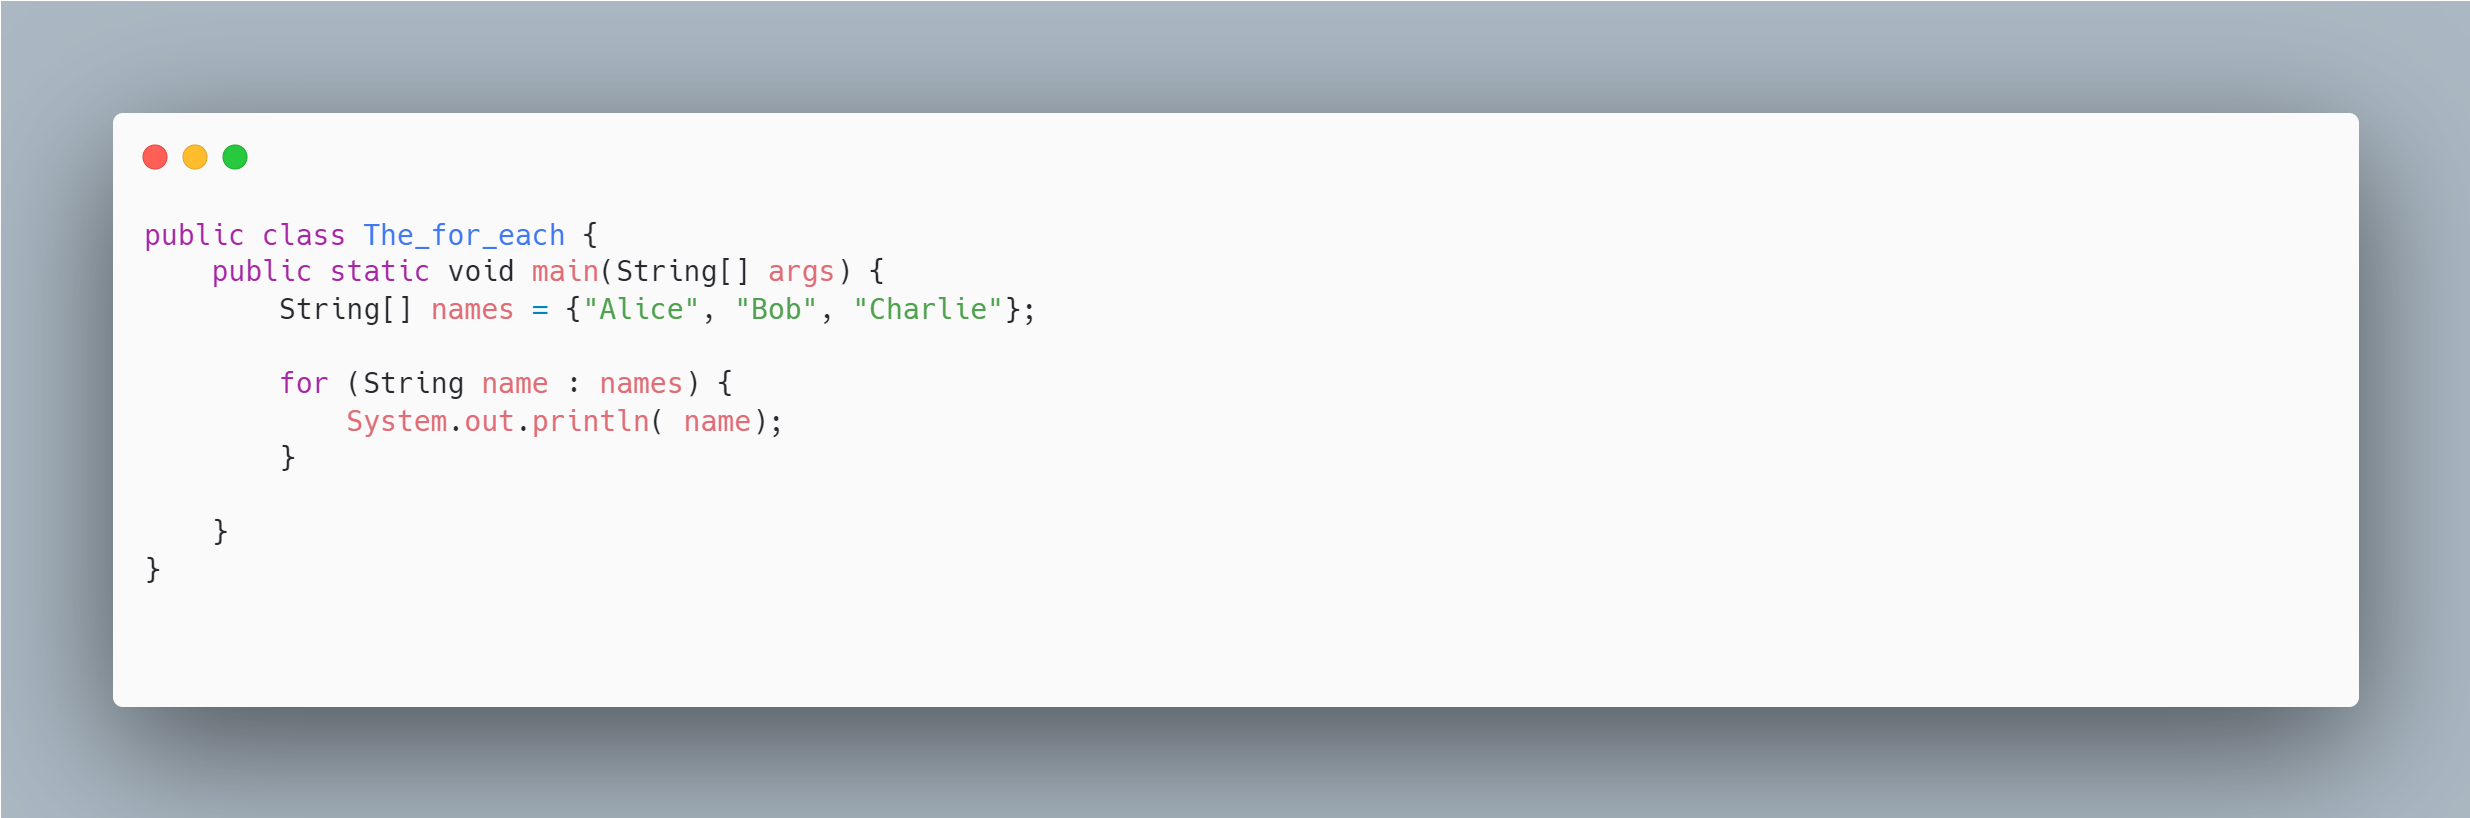 public class The_for_each {
    public static void main(String[] args) {
        String[] names = {"Alice", "Bob", "Charlie"};

        for (String name : names) {
            System.out.println( name);
        }

    }
}